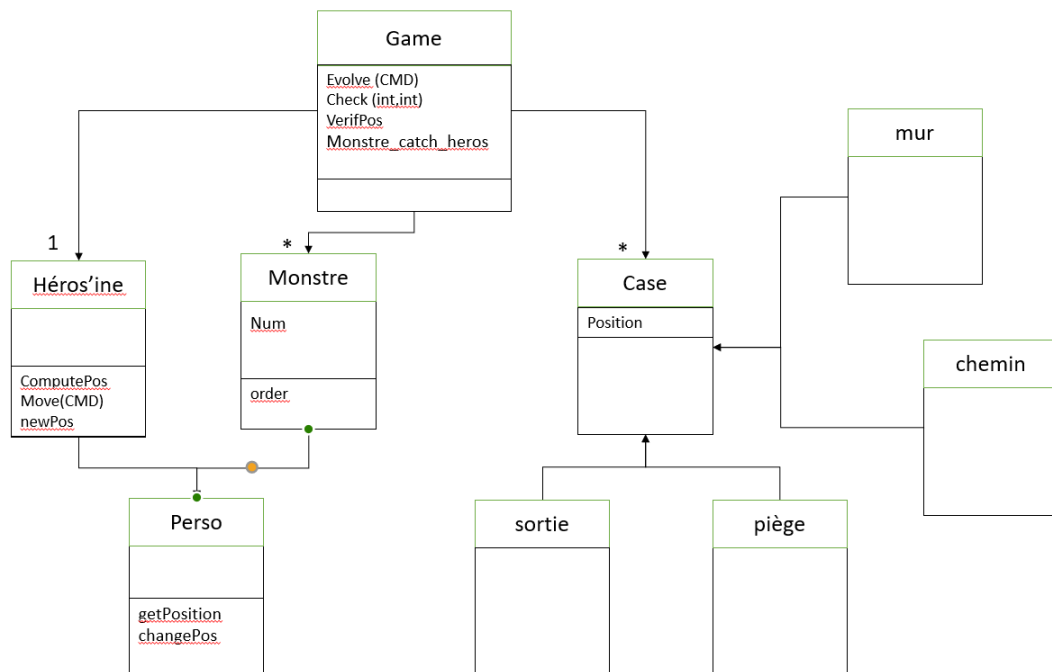 Game
Evolve (CMD)
Check (int,int)
VerifPos
Monstre_catch_heros
mur
1
*
*
Héros'ine
Monstre
Case
Num
Position
chemin
ComputePos
Move(CMD)
newPos
order
Perso
sortie
piège
getPosition
changePos